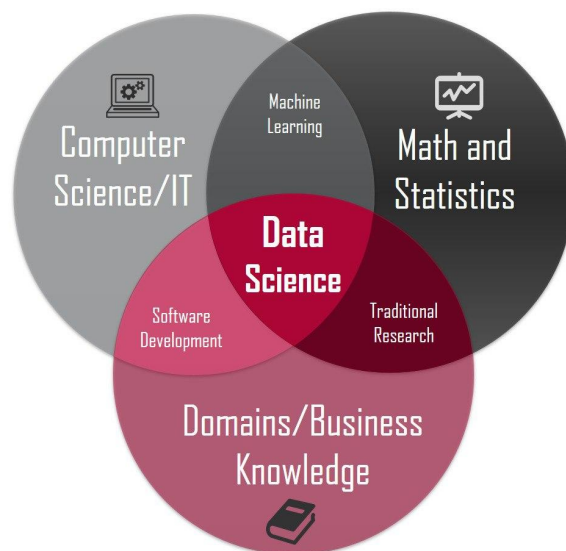 Machine
Learning
Computer
Science/IT
Math and
Statistics
Data
Science
Software
Development
Traditional
Research
Domains/Business
Knowledge